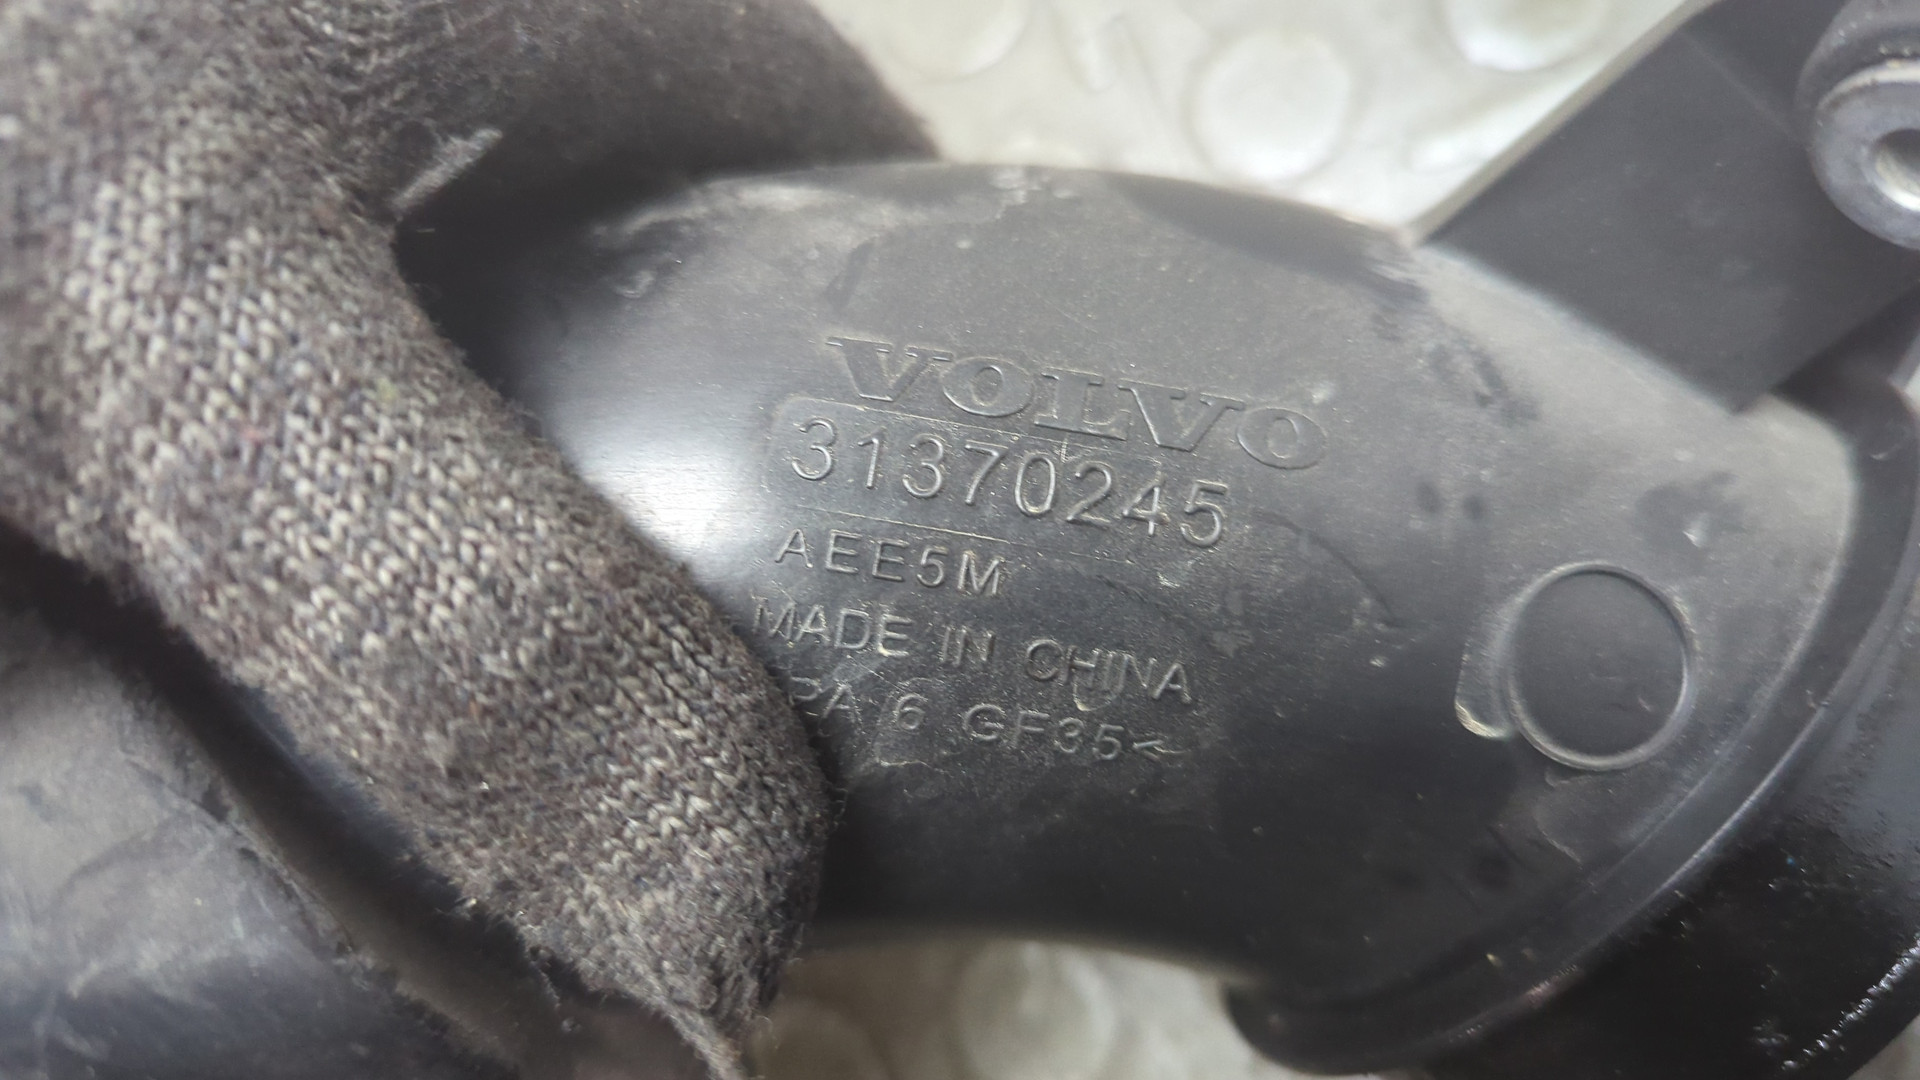 VOLVO
31370245
AEE5M
MADE IN CHINA
PA 6 GF35<